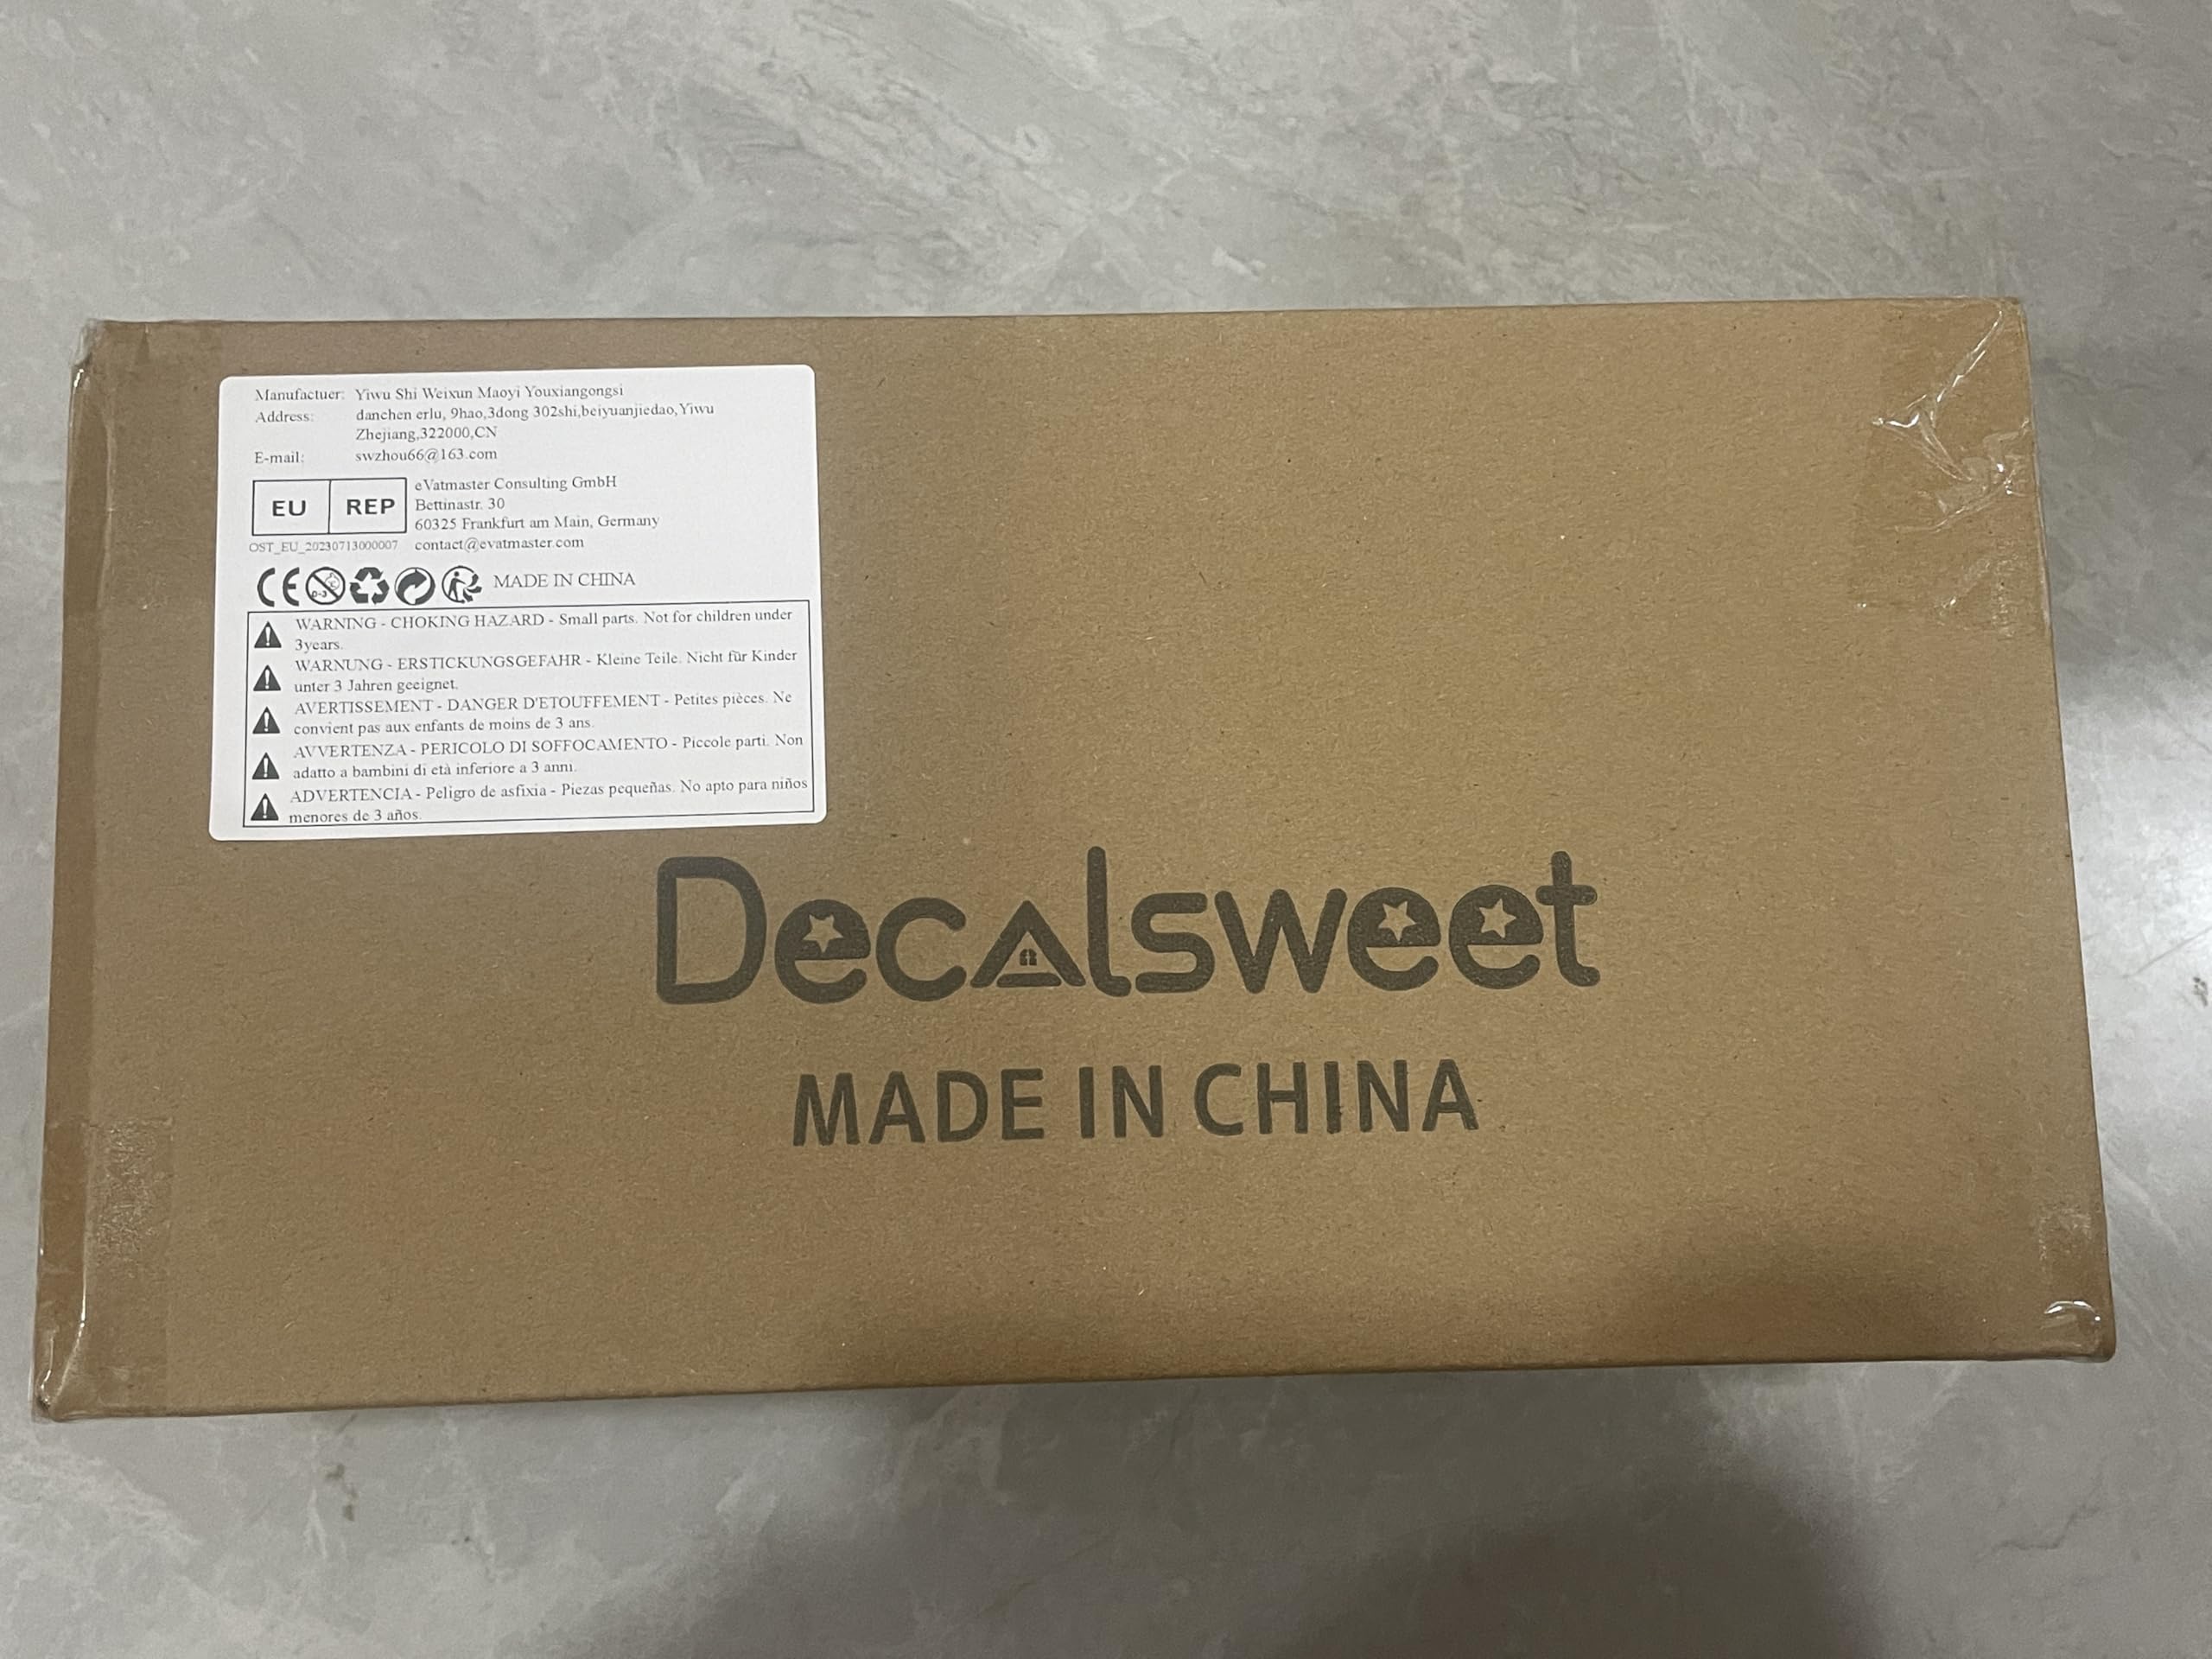 Manufactuer: Yiwu Shi Weixun Maoyi Youxiangongsi
Address: danchen erlu, 9hao,3dong 302shi,beiyuanjiedao,Yiwu
Zhejiang,322000,CN
E-mail: swzhou66@163.com
EU REP
eVatmaster Consulting GmbH
Bettinastr. 30
60325 Frankfurt am Main, Germany
OST_EU_20230713000007 contact@evatmaster.com
CE 0-3 MADE IN CHINA
WARNING - CHOKING HAZARD - Small parts. Not for children under
3years.
WARNUNG - ERSTICKUNGSGEFAHR - Kleine Teile. Nicht für Kinder
unter 3 Jahren geeignet.
AVERTISSEMENT - DANGER D'ETOUFFEMENT - Petites pièces. Ne
convient pas aux enfants de moins de 3 ans.
AVVERTENZA - PERICOLO DI SOFFOCAMENTO - Piccole parti. Non
adatto a bambini di età inferiore a 3 anni.
ADVERTENCIA - Peligro de asfixia - Piezas pequeñas. No apto para niños
menores de 3 años.
Decalsweet
MADE IN CHINA